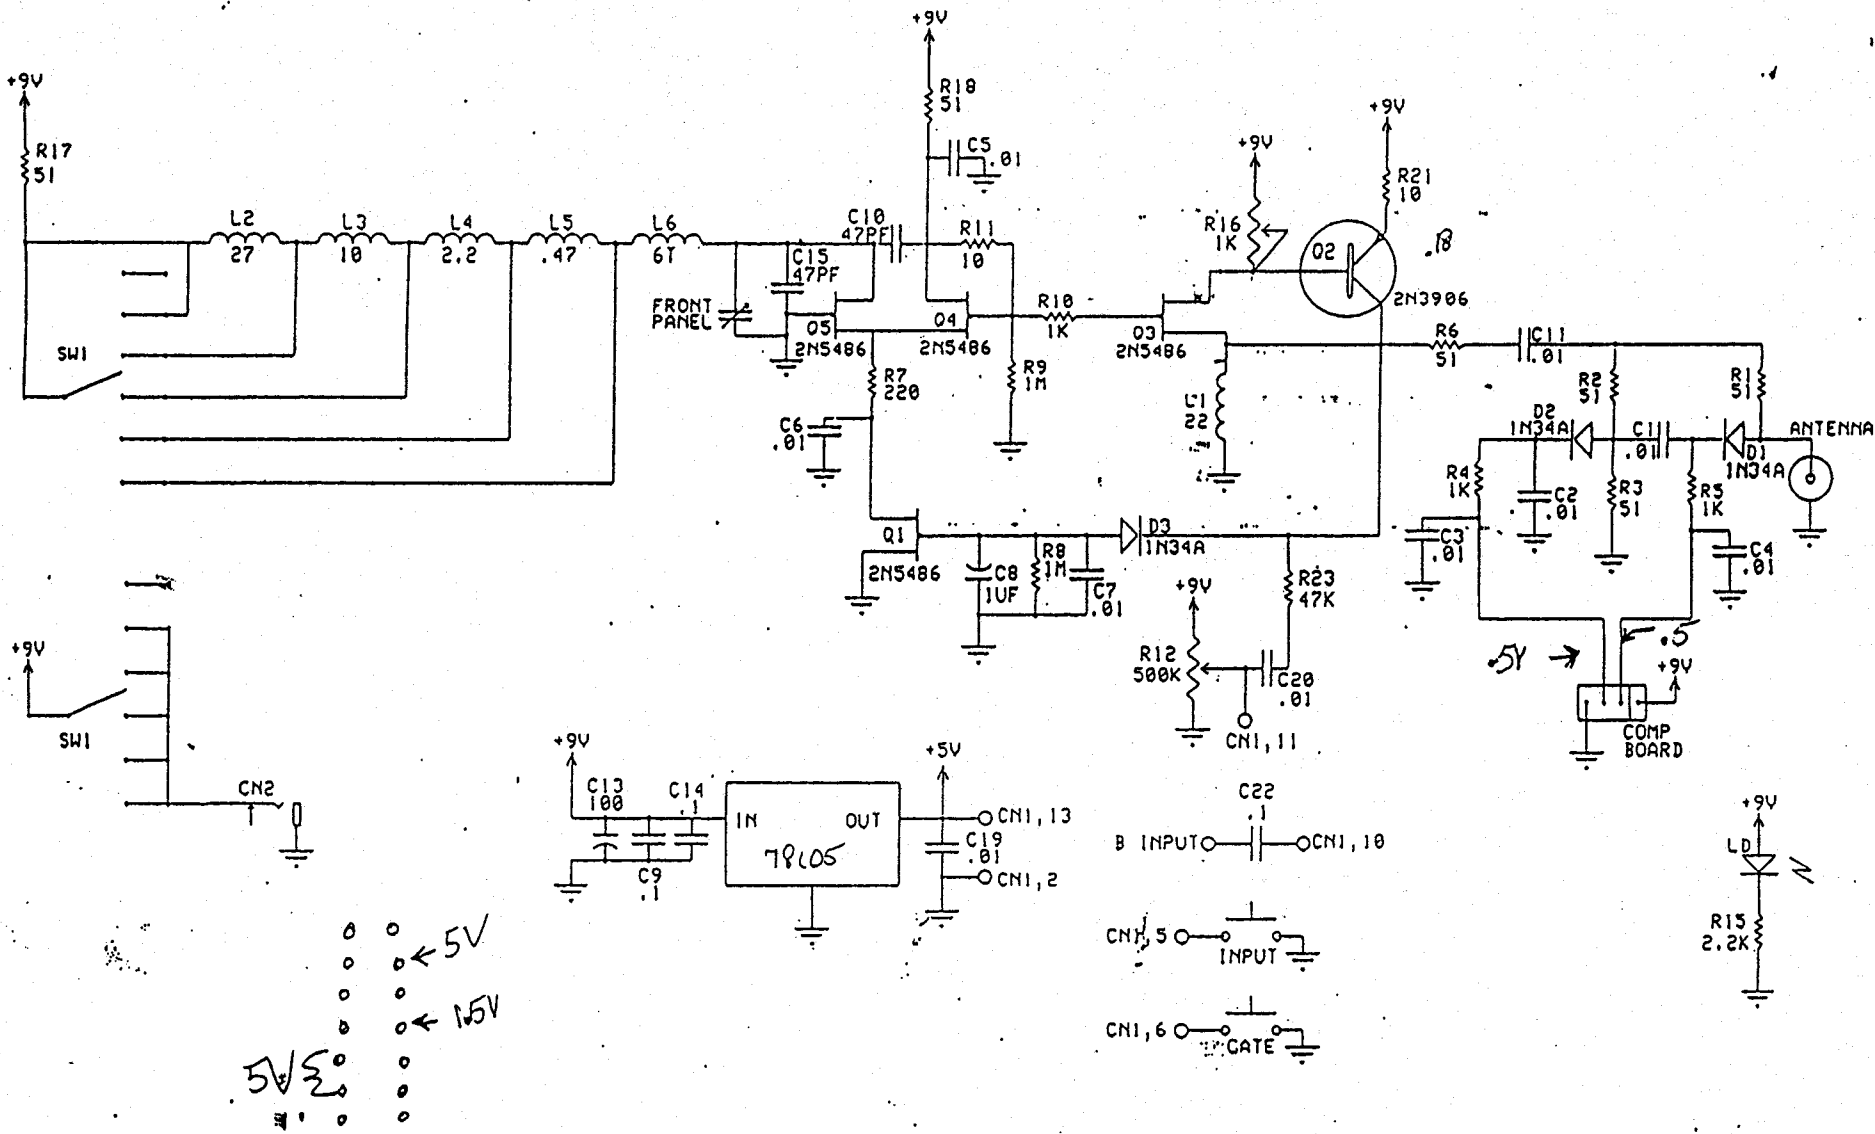 +9V
+9V
R18
51
C5
.01
+9V
+9V
R17
51
R21
10
L2
27
L3
10
L4
2.2
L5
.47
L6
6T
C10
47PF
R11
10
C15
47PF
R16
1K
Q2
2N3906
FRONT
PANEL
Q5
2N5486
Q4
2N5486
R10
1K
Q3
2N5486
SW1
R7
220
R9
1M
R6
51
C11
.01
L1
22
R2
51
R1
51
C6
.01
D2
1N34A
C1
.01
D1
1N34A
ANTENNA
R4
1K
C2
.01
R3
51
R5
1K
C3
.01
C4
.01
Q1
2N5486
C8
1UF
R8
1M
C7
.01
D3
1N34A
R23
47K
+9V
R12
500K
C20
.01
CN1,11
.5V
.5
+9V
COMP
BOARD
+9V
SW1
CN2
+9V
C13
100
C14
.1
C9
.1
IN
OUT
78L05
+5V
CN1,13
C19
.01
CN1,2
C22
.1
B INPUT
CN1,10
CN1,5
INPUT
CN1,6
GATE
+9V
LD
R15
2.2K
5V
1.5V
5V